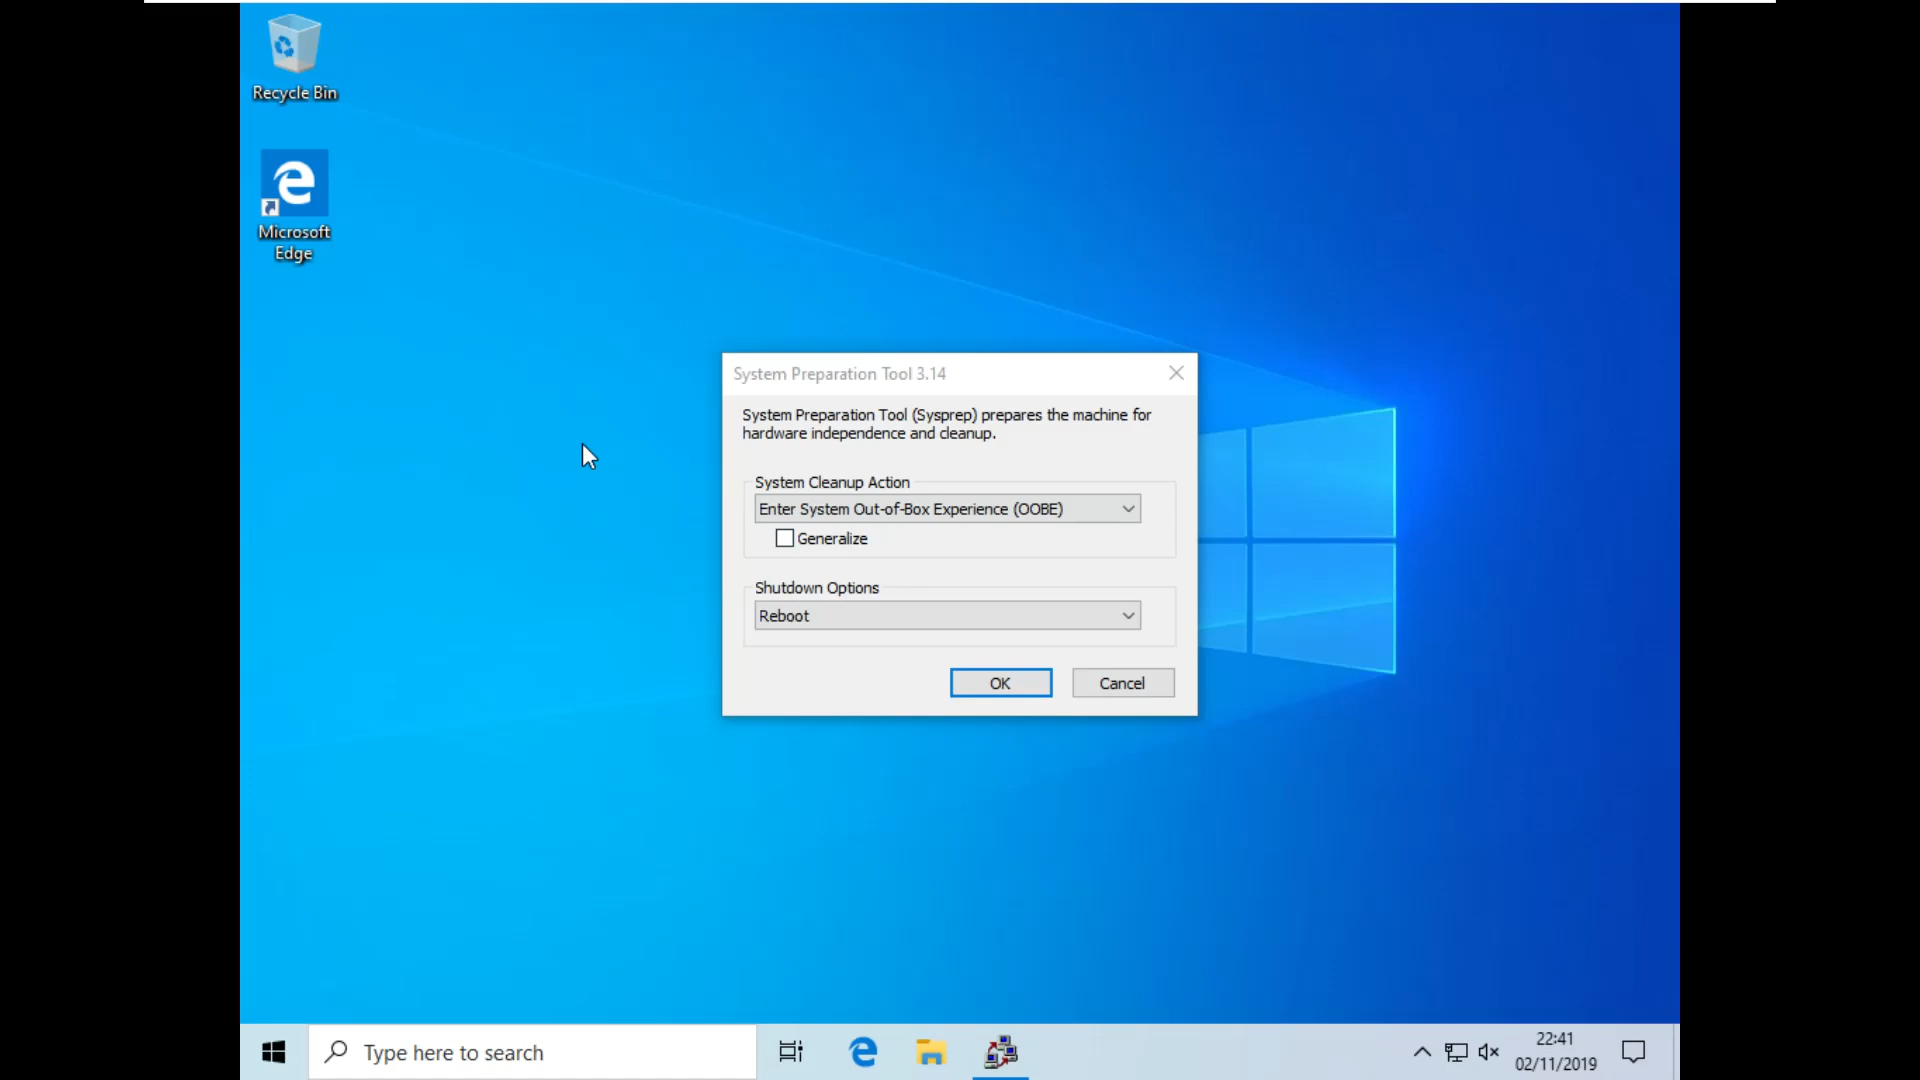 Recycle Bin
Microsoft
Edge
System Preparation Tool 3.14
System Preparation Tool (Sysprep) prepares the machine for
hardware independence and cleanup.
System Cleanup Action
Enter System Out-of-Box Experience (OOBE)
Generalize
Shutdown Options
Reboot
OK
Cancel
Type here to search
22:41
02/11/2019